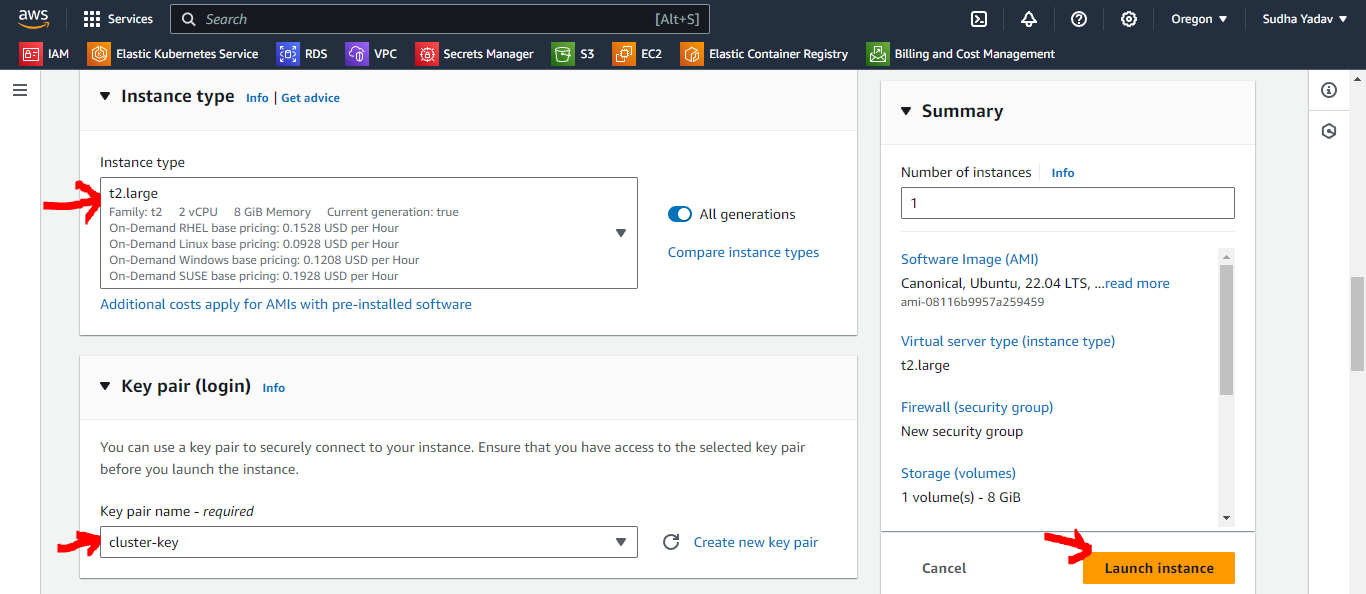 aws Services Search [Alt+S] Oregon Sudha Yadav
IAM Elastic Kubernetes Service RDS VPC Secrets Manager S3 EC2 Elastic Container Registry Billing and Cost Management
Instance type Info | Get advice
Instance type
t2.large
Family: t2 2 vCPU 8 GiB Memory Current generation: true
On-Demand RHEL base pricing: 0.1528 USD per Hour
On-Demand Linux base pricing: 0.0928 USD per Hour
On-Demand Windows base pricing: 0.1208 USD per Hour
On-Demand SUSE base pricing: 0.1928 USD per Hour
All generations
Compare instance types
Additional costs apply for AMIs with pre-installed software
Key pair (login) Info
You can use a key pair to securely connect to your instance. Ensure that you have access to the selected key pair
before you launch the instance.
Key pair name - required
cluster-key
Create new key pair
Summary
Number of instances Info
1
Software Image (AMI)
Canonical, Ubuntu, 22.04 LTS, ...read more
ami-08116b9957a259459
Virtual server type (instance type)
t2.large
Firewall (security group)
New security group
Storage (volumes)
1 volume(s) - 8 GiB
Cancel Launch instance